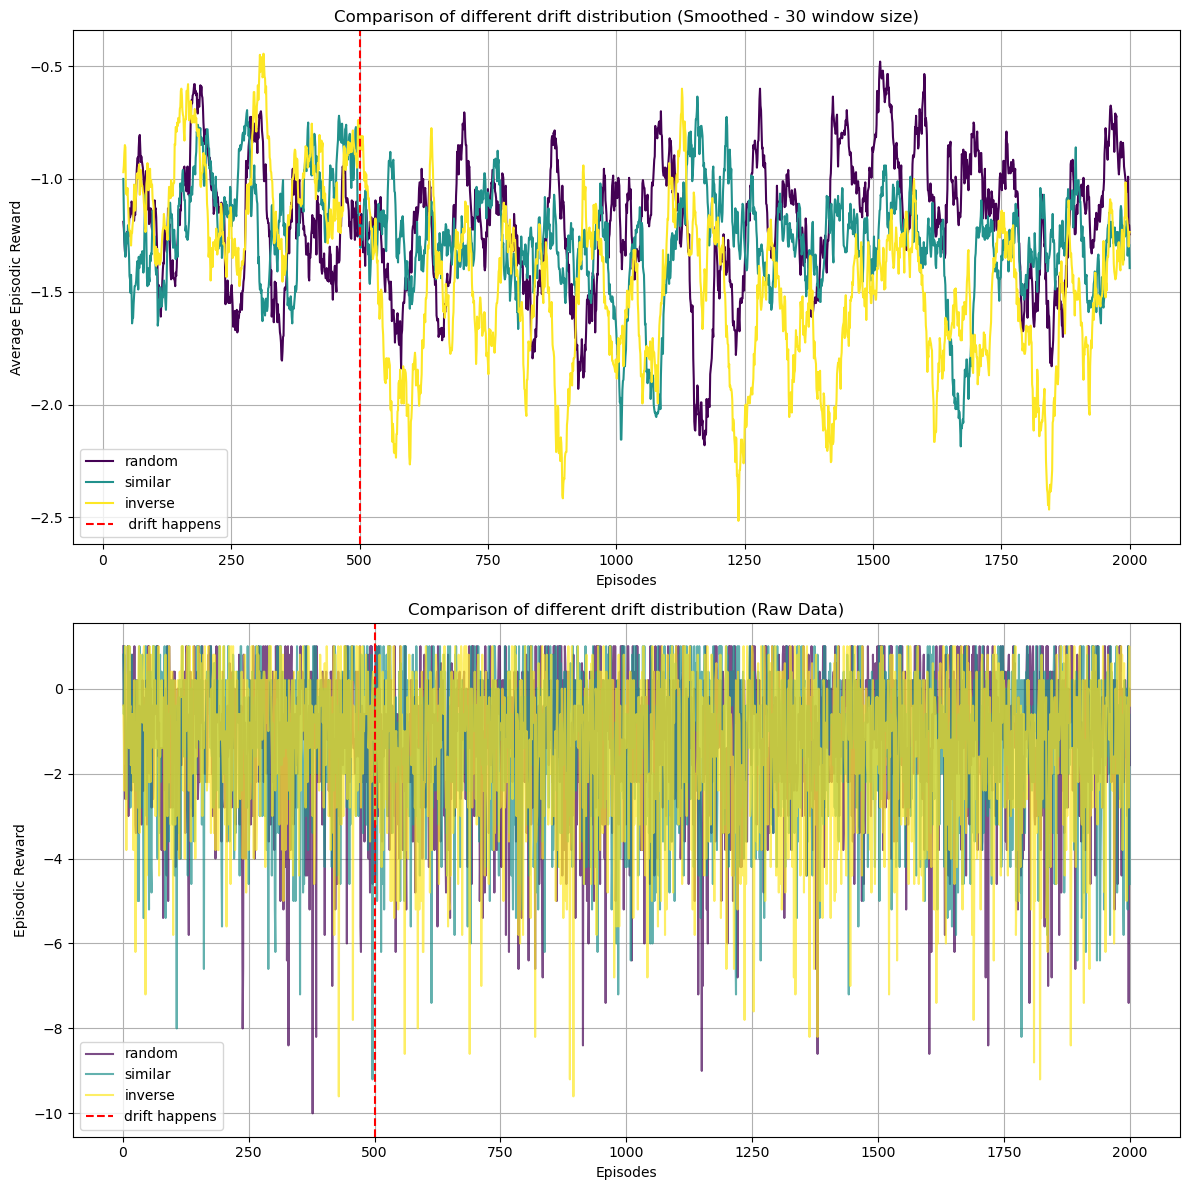 Comparison of different drift distribution (Smoothed - 30 window size)
Average Episodic Reward
−0.5
−1.0
−1.5
−2.0
−2.5
random
similar
inverse
drift happens
0 250 500 750 1000 1250 1500 1750 2000
Episodes
Comparison of different drift distribution (Raw Data)
Episodic Reward
0
−2
−4
−6
−8
−10
random
similar
inverse
drift happens
0 250 500 750 1000 1250 1500 1750 2000
Episodes